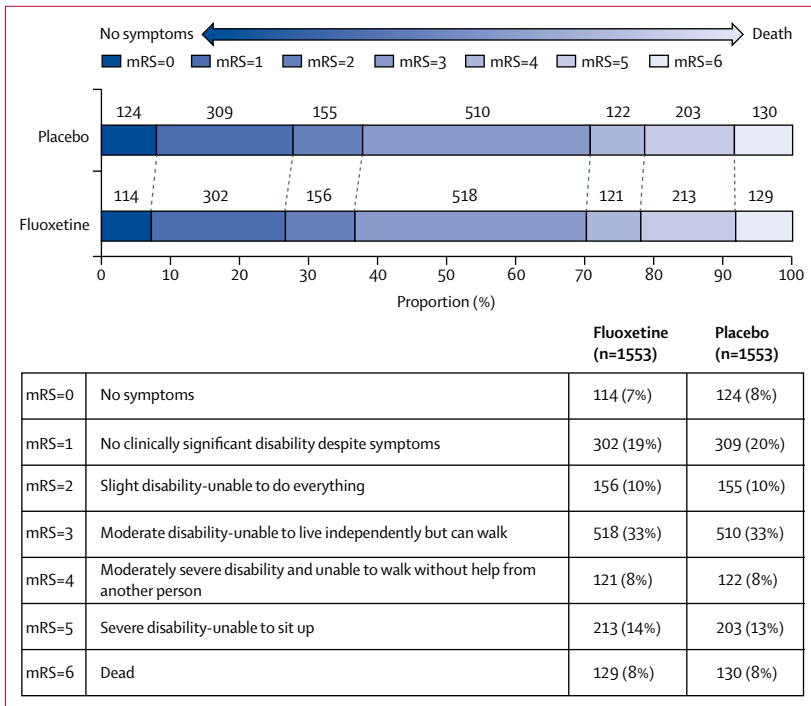 No symptoms Death
mRS=0 mRS=1 mRS=2 mRS=3 mRS=4 mRS=5 mRS=6
124 309 155 510 122 203 130
Placebo
114 302 156 518 121 213 129
Fluoxetine
0 10 20 30 40 50 60 70 80 90 100
Proportion (%)
Fluoxetine Placebo
(n=1553) (n=1553)
mRS=0 No symptoms 114 (7%) 124 (8%)
mRS=1 No clinically significant disability despite symptoms 302 (19%) 309 (20%)
mRS=2 Slight disability-unable to do everything 156 (10%) 155 (10%)
mRS=3 Moderate disability-unable to live independently but can walk 518 (33%) 510 (33%)
mRS=4 Moderately severe disability and unable to walk without help from
another person 121 (8%) 122 (8%)
mRS=5 Severe disability-unable to sit up 213 (14%) 203 (13%)
mRS=6 Dead 129 (8%) 130 (8%)